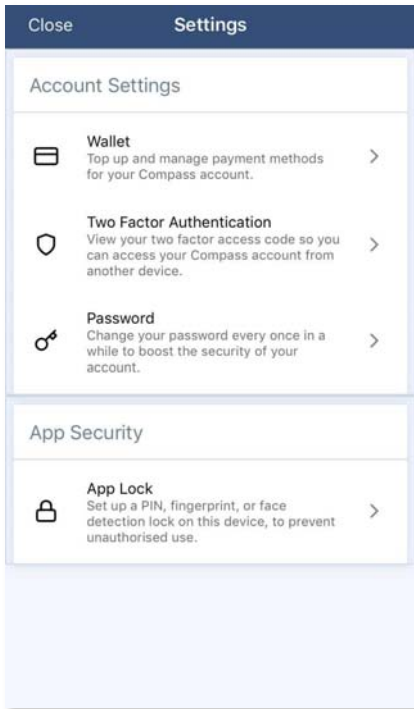 Close Settings
Account Settings
Wallet
Top up and manage payment methods
for your Compass account.
Two Factor Authentication
View your two factor access code so you
can access your Compass account from
another device.
Password
Change your password every once in a
while to boost the security of your
account.
App Security
App Lock
Set up a PIN, fingerprint, or face
detection lock on this device, to prevent
unauthorised use.